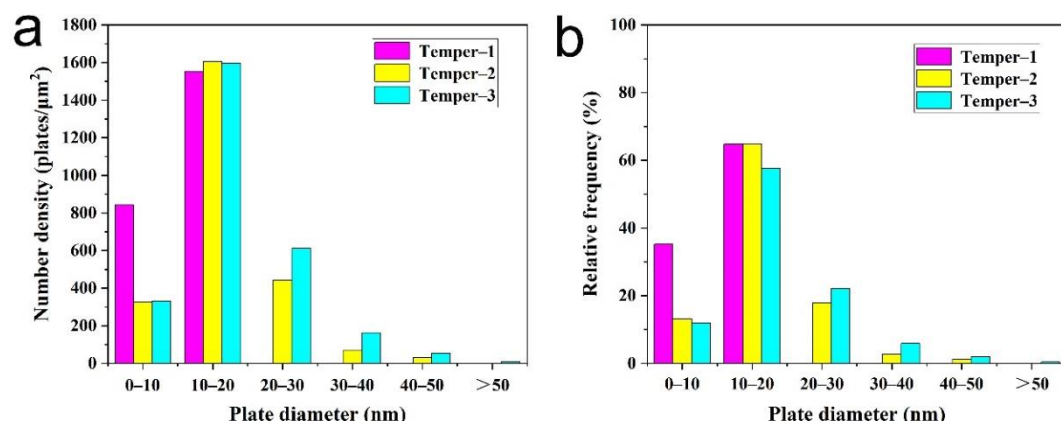 a
Number density (plates/μm²)
1800
1600
1400
1200
1000
800
600
400
200
0
0–10
10–20
20–30
30–40
40–50
>50
Plate diameter (nm)
Temper–1
Temper–2
Temper–3
b
Relative frequency (%)
100
80
60
40
20
0
0–10
10–20
20–30
30–40
40–50
>50
Plate diameter (nm)
Temper–1
Temper–2
Temper–3